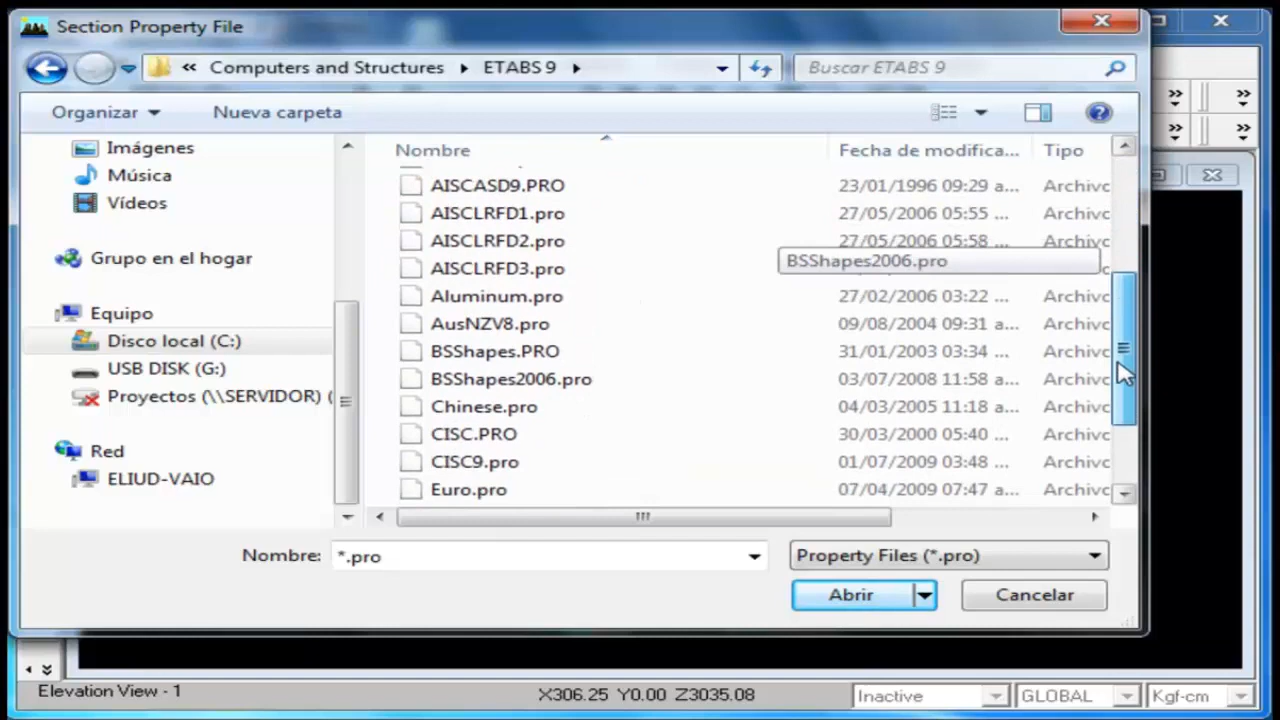 Section Property File
« Computers and Structures ▸ ETABS 9 ▸
Buscar ETABS 9
Organizar
Nueva carpeta
Imágenes
Música
Vídeos
Grupo en el hogar
Equipo
Disco local (C:)
USB DISK (G:)
Proyectos (\\SERVIDOR) (
Red
ELIUD-VAIO
Nombre Fecha de modifica... Tipo
AISCASD9.PRO 23/01/1996 09:29 a... Archivo
AISCLRFD1.pro 27/05/2006 05:55 ... Archivo
AISCLRFD2.pro 27/05/2006 05:58 ... Archivo
AISCLRFD3.pro
BSShapes2006.pro
Aluminum.pro 27/02/2006 03:22 ... Archivo
AusNZV8.pro 09/08/2004 09:31 a... Archivo
BSShapes.PRO 31/01/2003 03:34 ... Archivo
BSShapes2006.pro 03/07/2008 11:58 a... Archivo
Chinese.pro 04/03/2005 11:18 a... Archivo
CISC.PRO 30/03/2000 05:40 ... Archivo
CISC9.pro 01/07/2009 03:48 ... Archivo
Euro.pro 07/04/2009 07:47 a... Archivo
Nombre: *.pro
Property Files (*.pro)
Abrir
Cancelar
Elevation View - 1
X306.25 Y0.00 Z3035.08
Inactive
GLOBAL
Kgf-cm